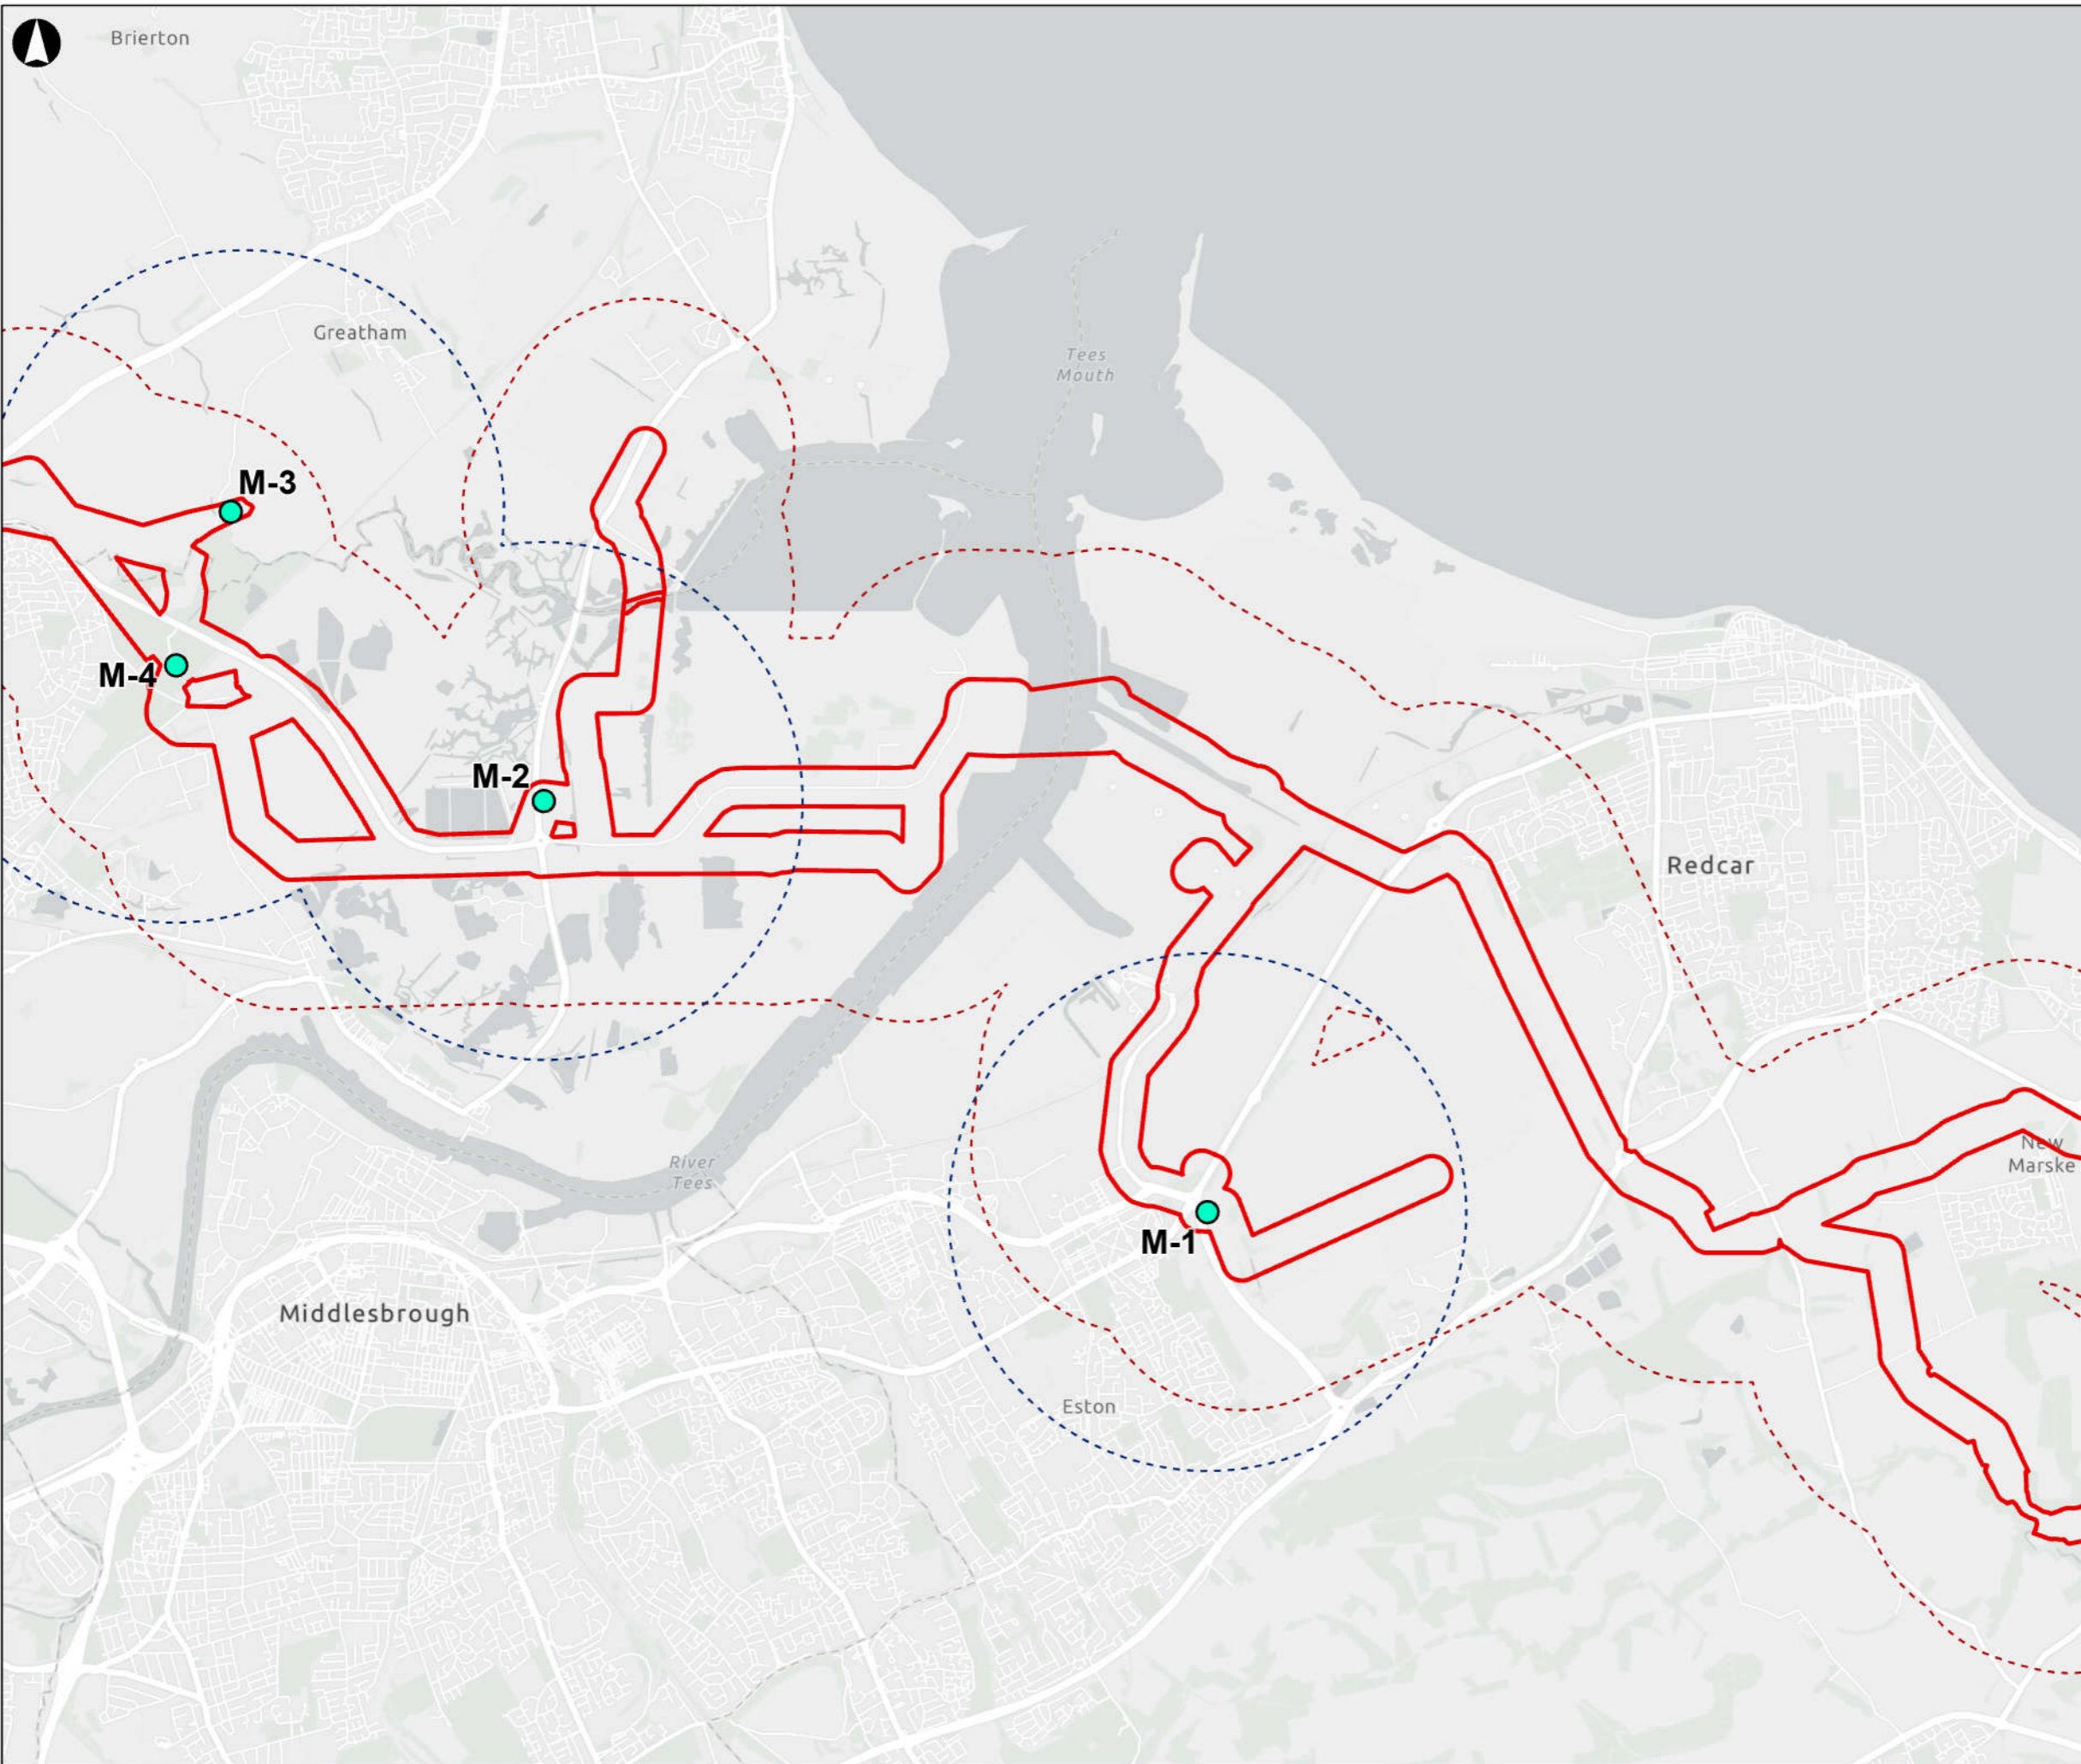 Brierton
Greatham
Tees
Mouth
M-3
M-4
M-2
Redcar
New
Marske
River
Tees
M-1
Middlesbrough
Eston